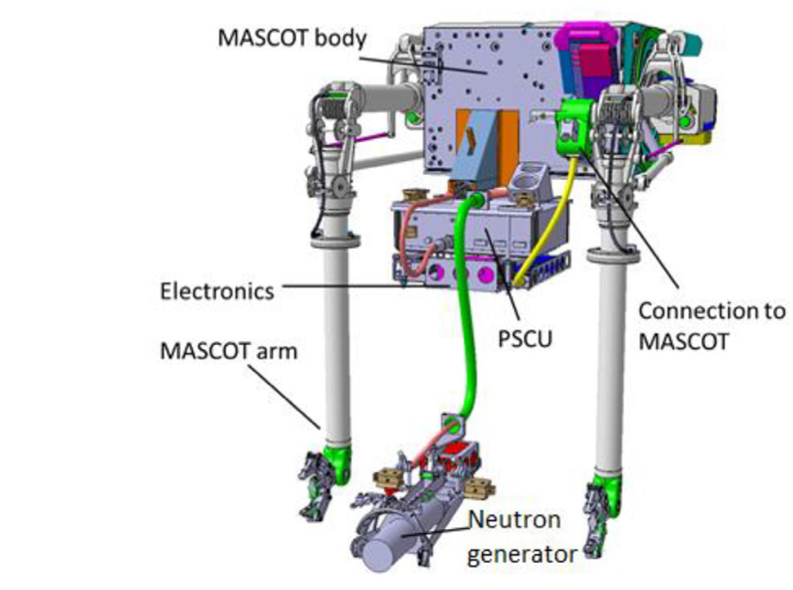 MASCOT body
Electronics
MASCOT arm
PSCU
Connection to
MASCOT
Neutron
generator